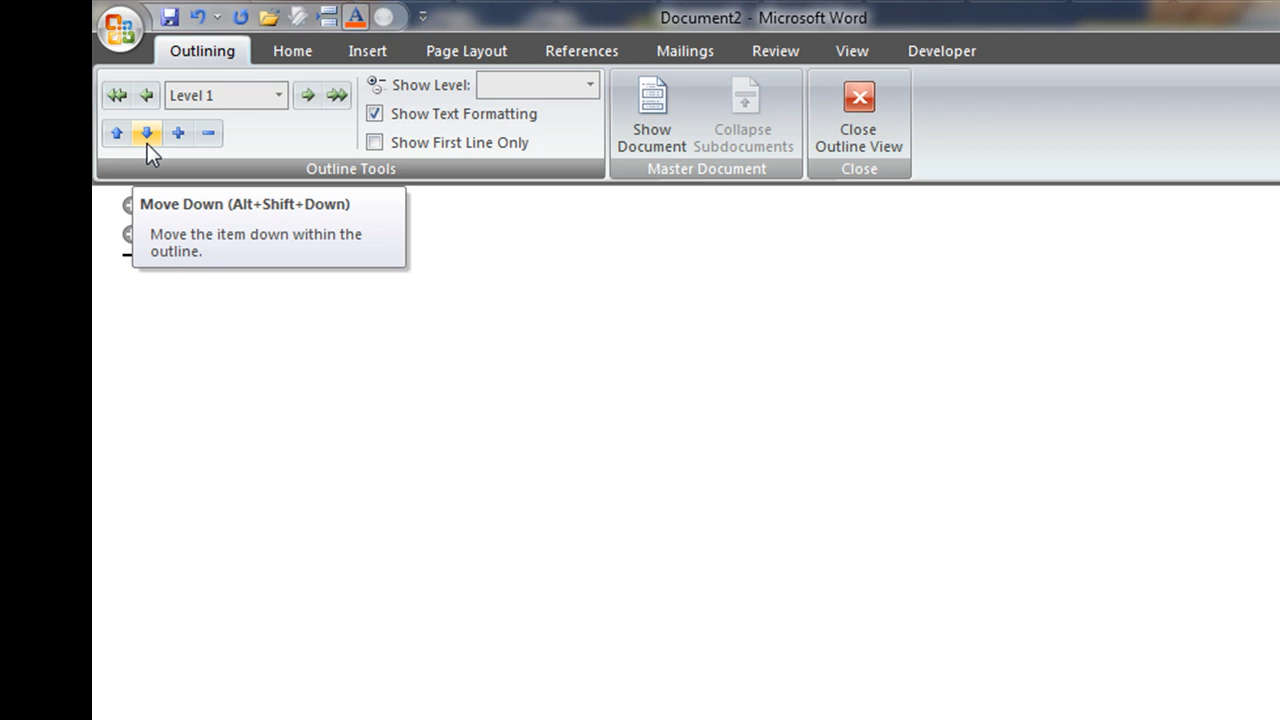 Document2 - Microsoft Word
Outlining Home Insert Page Layout References Mailings Review View Developer
Level 1
Show Level:
Show Text Formatting
Show First Line Only
Outline Tools
Show Document
Collapse Subdocuments
Master Document
Close Outline View
Close
Move Down (Alt+Shift+Down)
Move the item down within the
outline.